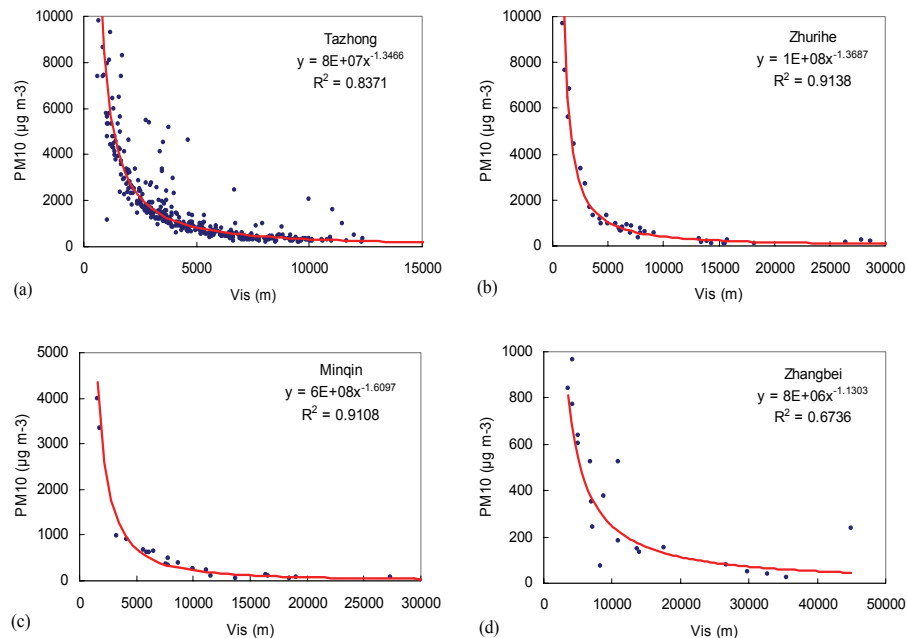 10000
8000
6000
4000
2000
0
PM10 (µg m-3)
Tazhong
y = 8E+07x^-1.3466
R² = 0.8371
0 5000 10000 15000
Vis (m)
(a)
10000
8000
6000
4000
2000
0
PM10 (µg m-3)
Zhurihe
y = 1E+08x^-1.3687
R² = 0.9138
0 5000 10000 15000 20000 25000 30000
Vis (m)
(b)
5000
4000
3000
2000
1000
0
PM10 (µg m-3)
Minqin
y = 6E+08x^-1.6097
R² = 0.9108
0 5000 10000 15000 20000 25000 30000
Vis (m)
(c)
1000
800
600
400
200
0
PM10 (µg m-3)
Zhangbei
y = 8E+06x^-1.1303
R² = 0.6736
0 10000 20000 30000 40000 50000
Vis (m)
(d)